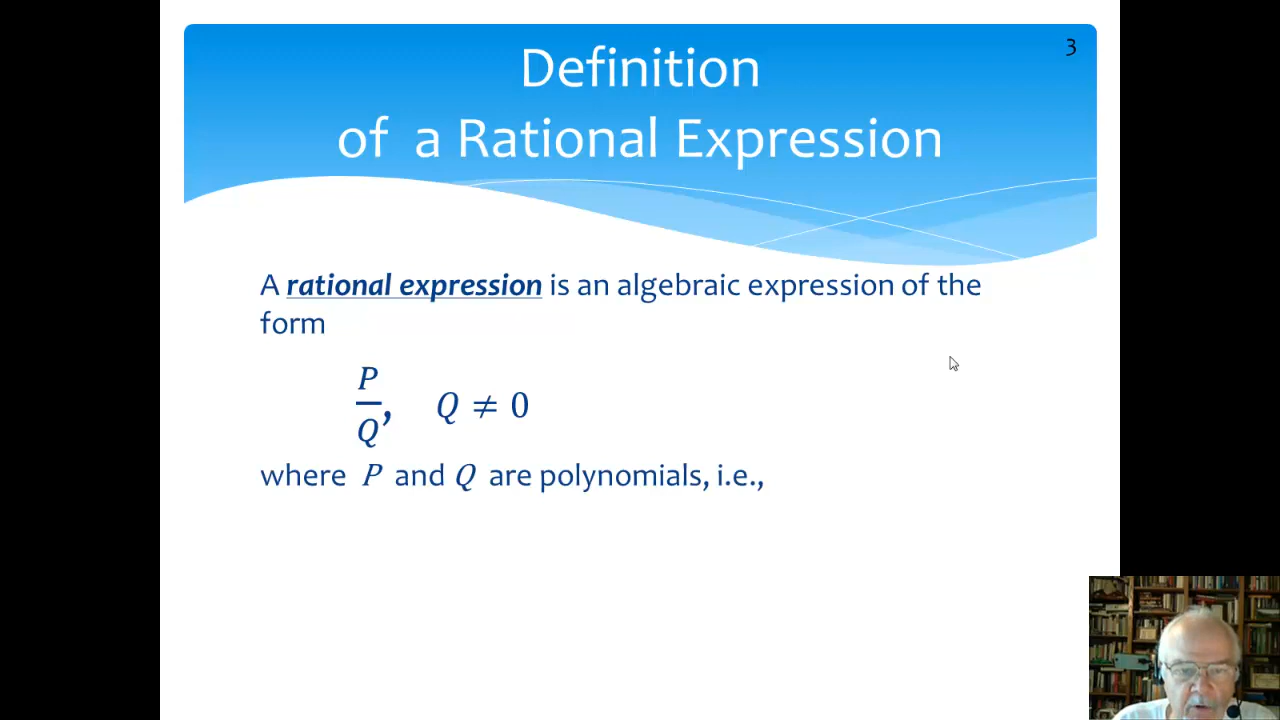 3
Definition
of a Rational Expression
A rational expression is an algebraic expression of the
form
P/Q, Q ≠ 0
where P and Q are polynomials, i.e.,